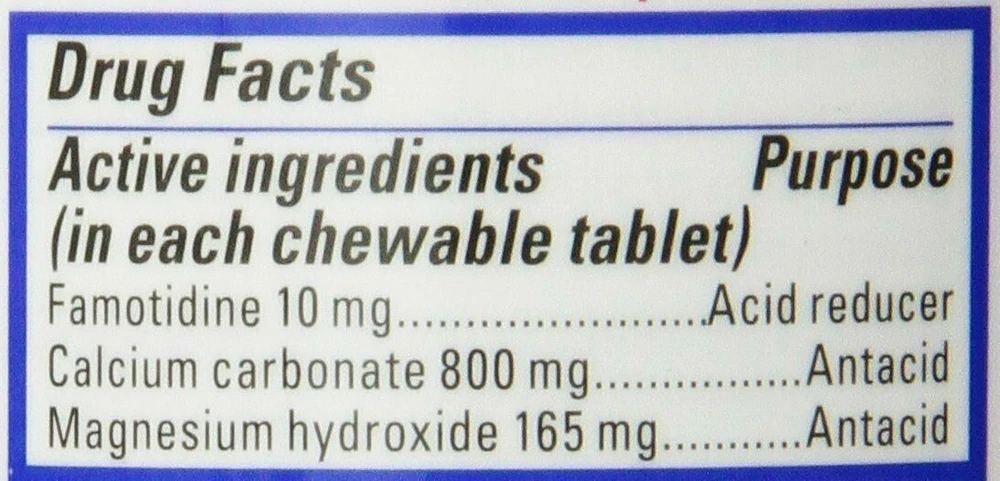 Drug Facts
Active ingredients Purpose
(in each chewable tablet)
Famotidine 10 mg........................Acid reducer
Calcium carbonate 800 mg.................Antacid
Magnesium hydroxide 165 mg...........Antacid